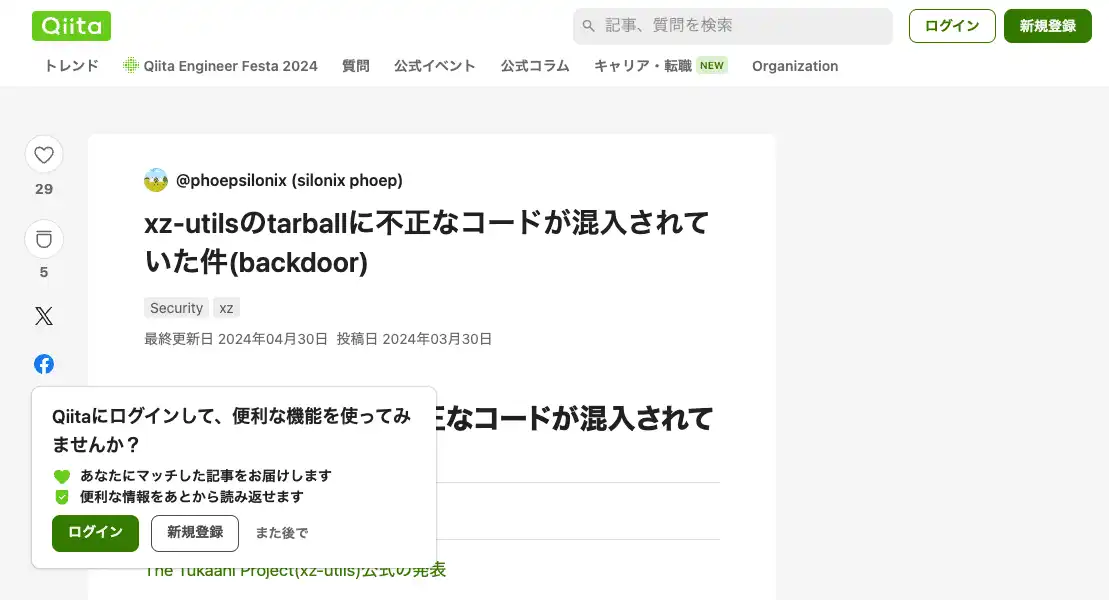 Qiita
記事、質問を検索
ログイン
新規登録
トレンド
Qiita Engineer Festa 2024
質問
公式イベント
公式コラム
キャリア・転職 NEW
Organization
29
5
@phoepsilonix (silonix phoep)
xz-utilsのtarballに不正なコードが混入されて
いた件(backdoor)
Security
xz
最終更新日 2024年04月30日 投稿日 2024年03月30日
正なコードが混入されて
Qiitaにログインして、便利な機能を使ってみ
ませんか？
あなたにマッチした記事をお届けします
便利な情報をあとから読み返せます
ログイン
新規登録
また後で
The Tukaani Project(xz-utils)公式の発表